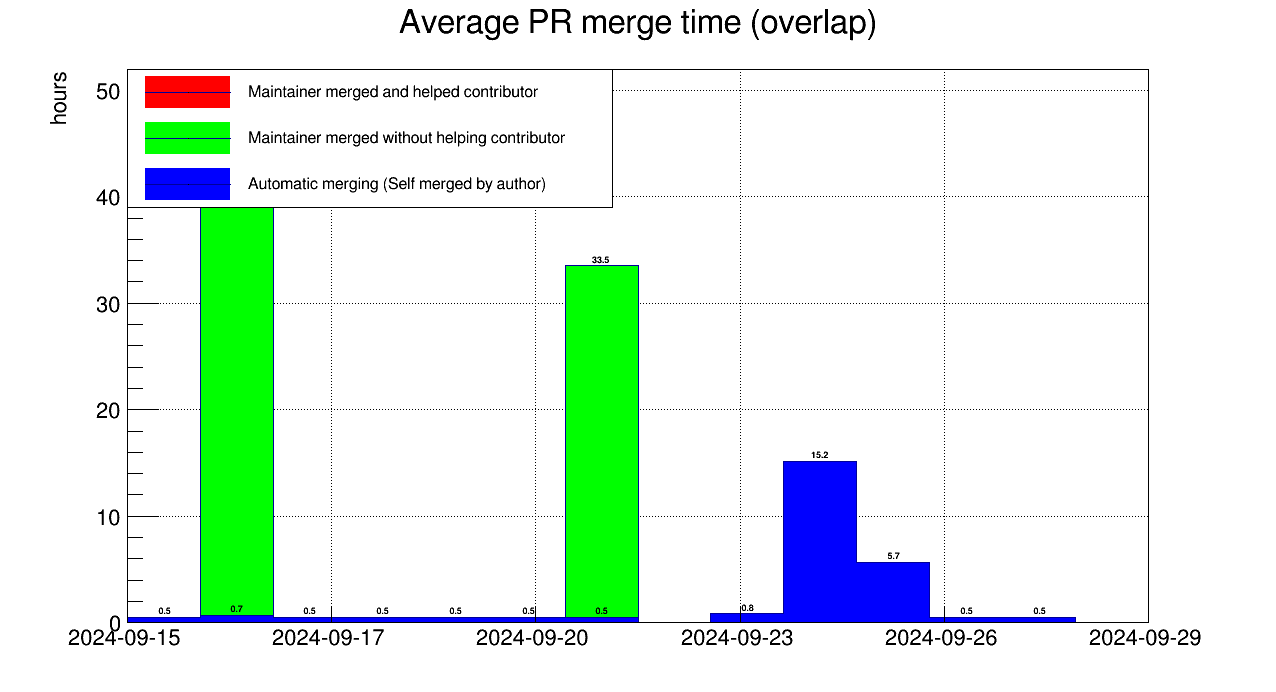 Average PR merge time (overlap)
hours
50
40
30
20
10
0
Maintainer merged and helped contributor
Maintainer merged without helping contributor
Automatic merging (Self merged by author)
33.5
15.2
5.7
0.5 0.7 0.5 0.5 0.5 0.5 0.5 0.8 0.5 0.5
2024-09-15 2024-09-17 2024-09-20 2024-09-23 2024-09-26 2024-09-29